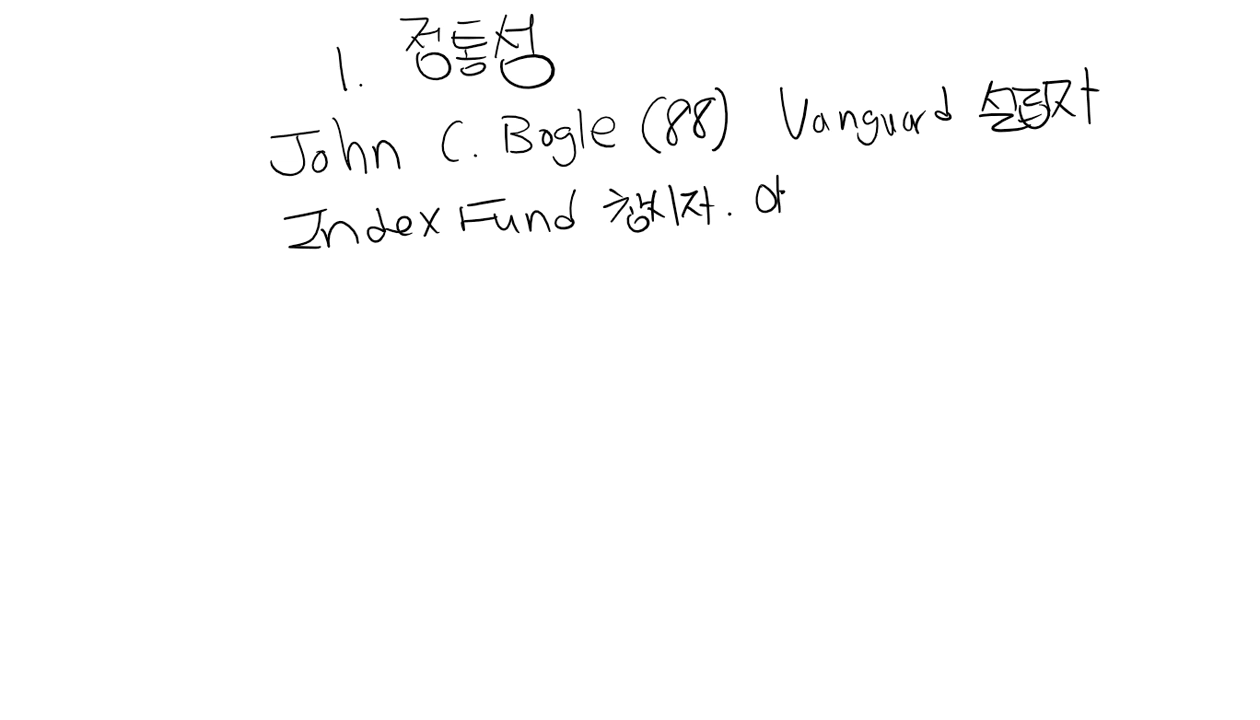 1. 정통성
John C. Bogle (88) Vanguard 설립자
Index Fund 창시자. 아